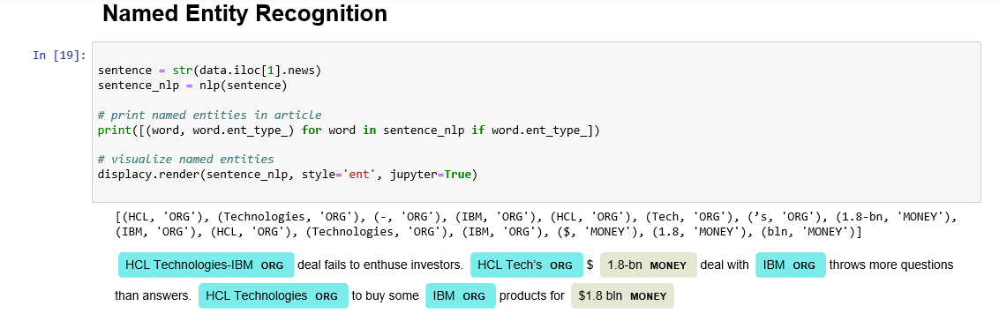 Named Entity Recognition
In [19]:
sentence = str(data.iloc[1].news)
sentence_nlp = nlp(sentence)
# print named entities in article
print([(word, word.ent_type_) for word in sentence_nlp if word.ent_type_])
# visualize named entities
displacy.render(sentence_nlp, style='ent', jupyter=True)
[(HCL, 'ORG'), (Technologies, 'ORG'), (-, 'ORG'), (IBM, 'ORG'), (HCL, 'ORG'), (Tech, 'ORG'), (’s, 'ORG'), (1.8-bn, 'MONEY'),
(IBM, 'ORG'), (HCL, 'ORG'), (Technologies, 'ORG'), (IBM, 'ORG'), ($, 'MONEY'), (1.8, 'MONEY'), (bln, 'MONEY')]
HCL Technologies-IBM ORG deal fails to enthuse investors. HCL Tech’s ORG $ 1.8-bn MONEY deal with IBM ORG throws more questions
than answers. HCL Technologies ORG to buy some IBM ORG products for $1.8 bln MONEY